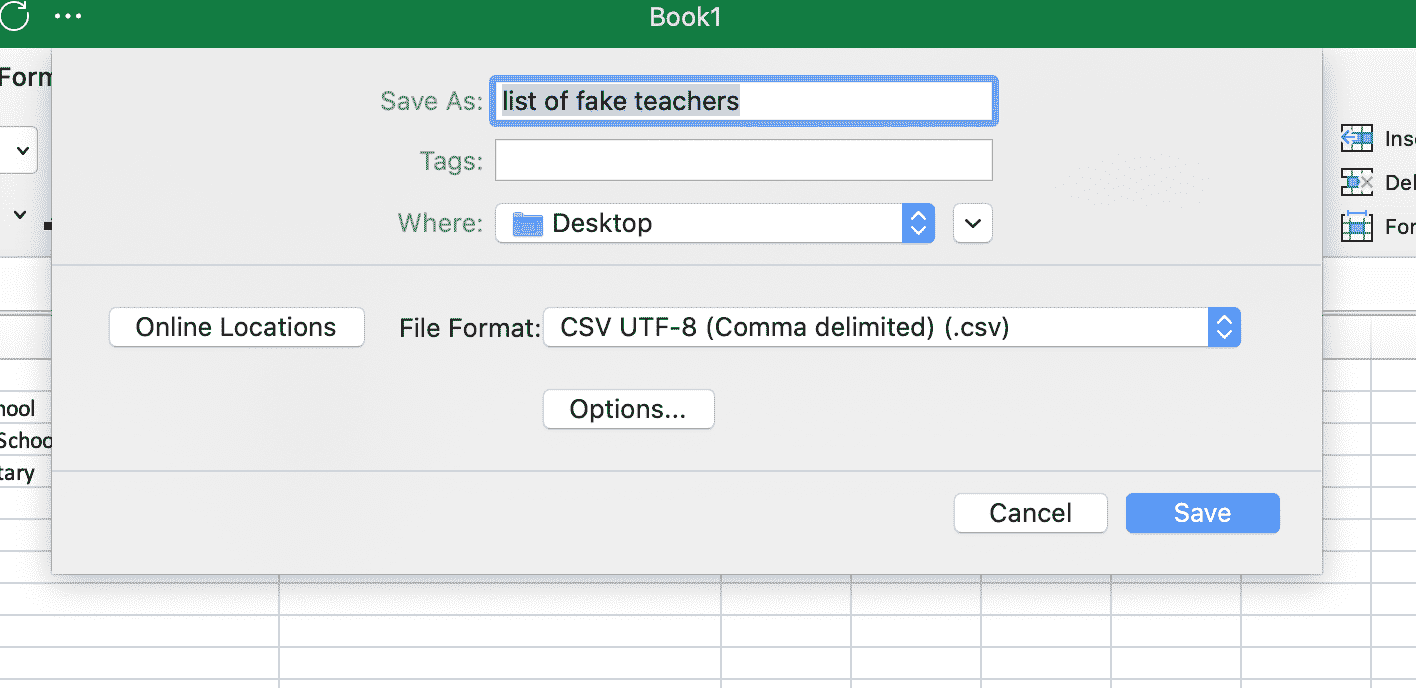 Book1
Form
Save As: list of fake teachers
Tags:
Where: Desktop
Online Locations File Format: CSV UTF-8 (Comma delimited) (.csv)
Options...
Cancel Save
Inse
Del
For
hool
Schoo
tary